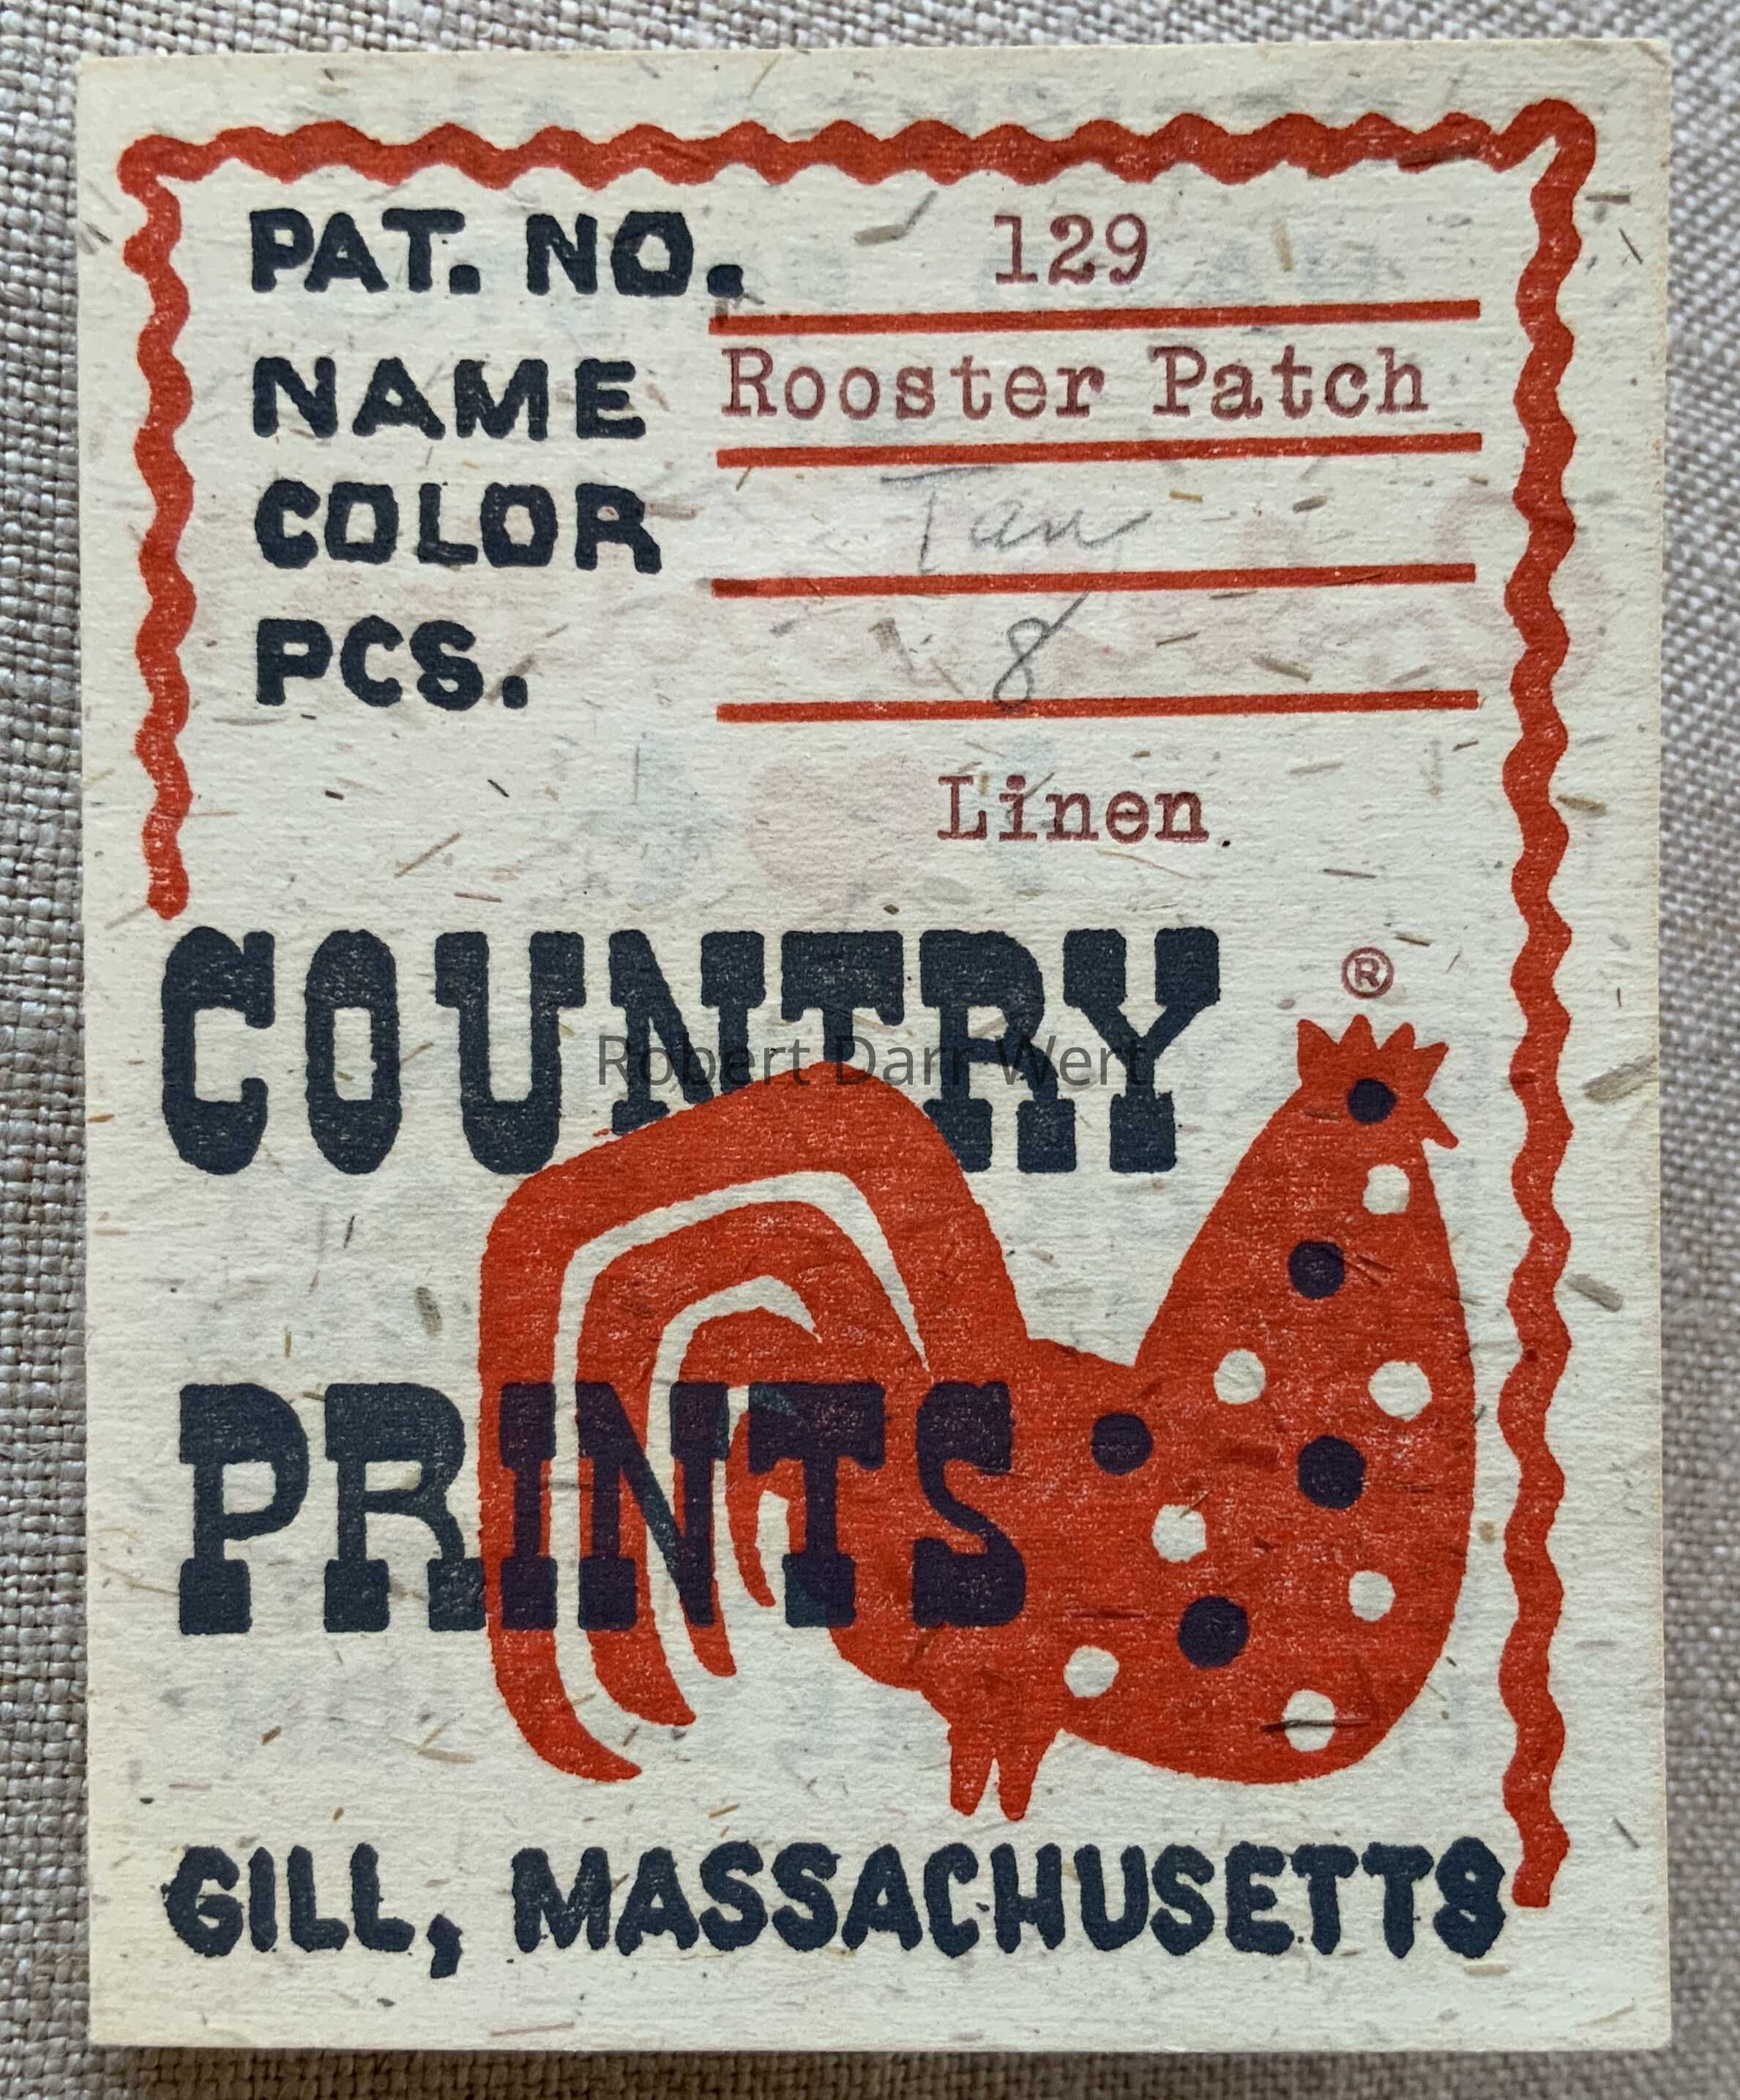 PAT. NO. 129
NAME Rooster Patch
COLOR Tan
PCS. 8
Linen.
COUNTRY ®
Robert Darr Wert
PRINTS
GILL, MASSACHUSETTS